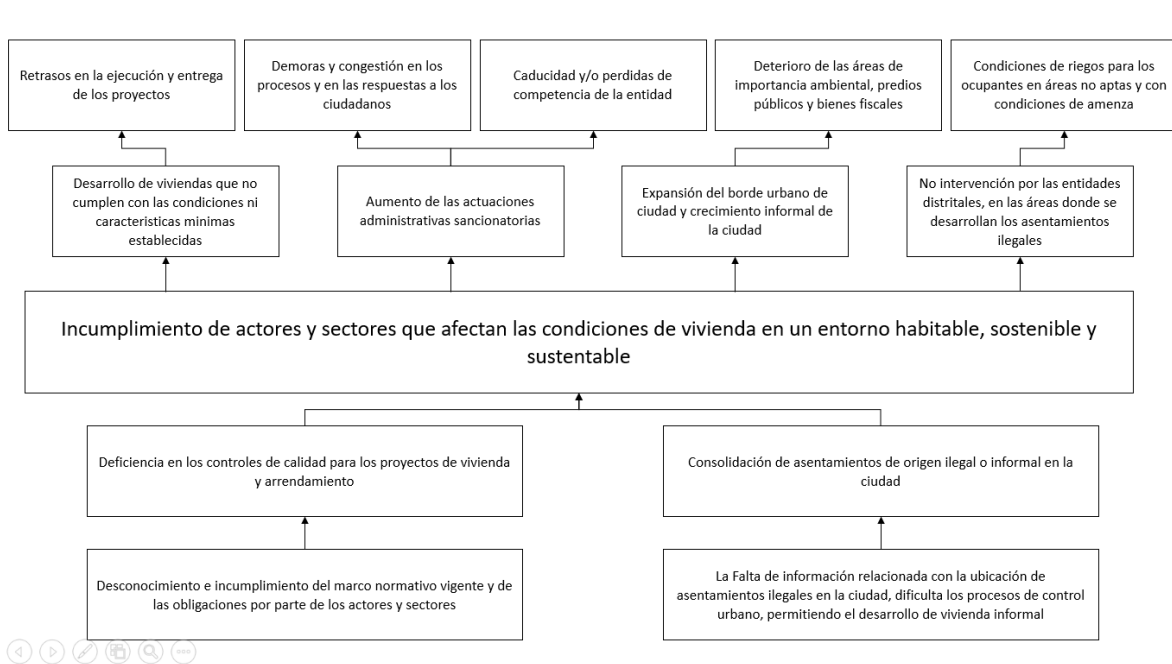 Retrasos en la ejecución y entrega
de los proyectos
Demoras y congestión en los
procesos y en las respuestas a los
ciudadanos
Caducidad y/o perdidas de
competencia de la entidad
Deterioro de las áreas de
importancia ambiental, predios
públicos y bienes fiscales
Condiciones de riegos para los
ocupantes en áreas no aptas y con
condiciones de amenza
Desarrollo de viviendas que no
cumplen con las condiciones ni
caracteristicas minimas
establecidas
Aumento de las actuaciones
administrativas sancionatorias
Expansión del borde urbano de
ciudad y crecimiento informal de
la ciudad
No intervención por las entidades
distritales, en las áreas donde se
desarrollan los asentamientos
ilegales
Incumplimiento de actores y sectores que afectan las condiciones de vivienda en un entorno habitable, sostenible y
sustentable
Deficiencia en los controles de calidad para los proyectos de vivienda
y arrendamiento
Consolidación de asentamientos de origen ilegal o informal en la
ciudad
Desconocimiento e incumplimiento del marco normativo vigente y de
las obligaciones por parte de los actores y sectores
La Falta de información relacionada con la ubicación de
asentamientos ilegales en la ciudad, dificulta los procesos de control
urbano, permitiendo el desarrollo de vivienda informal